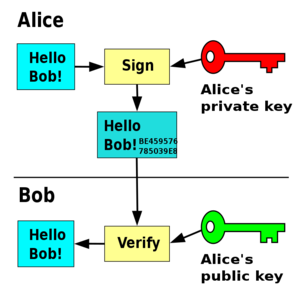 Alice
Hello
Bob!
Sign
Alice's
private key
Hello
Bob! BE459576
785039E8
Bob
Hello
Bob!
Verify
Alice's
public key